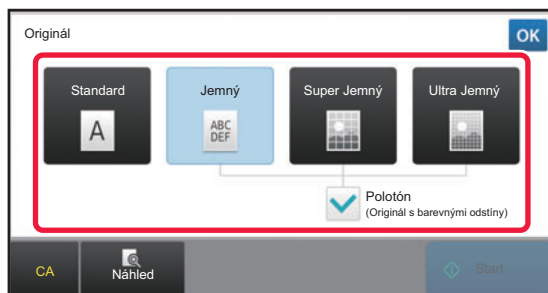 Originál
OK
Standard
Jemný
Super Jemný
Ultra Jemný
A
ABC
DEF
Polotón
(Originál s barevnými odstíny)
CA
Náhled
Start